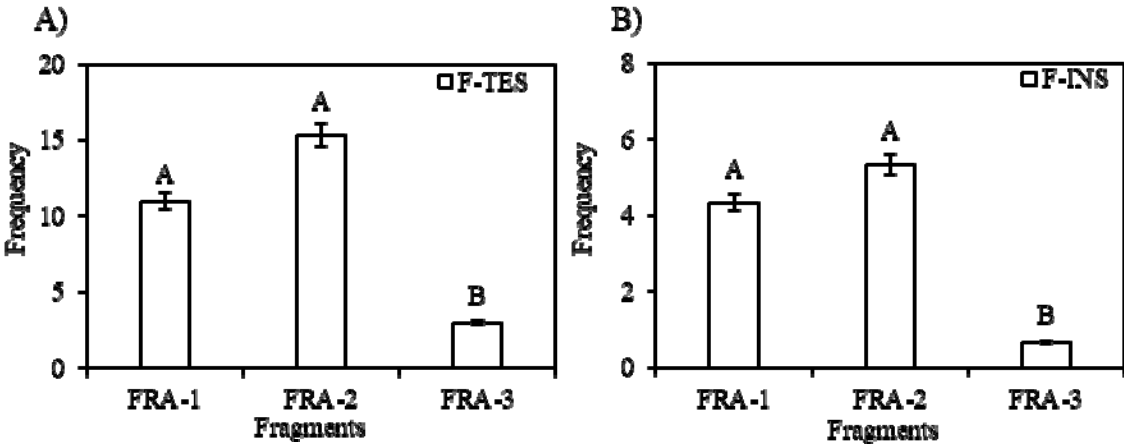 A)
20
15
10
5
0
Frequency
F-TES
A
A
B
FRA-1 FRA-2 FRA-3
Fragments
B)
8
6
4
2
0
Frequency
F-INS
A
A
B
FRA-1 FRA-2 FRA-3
Fragments